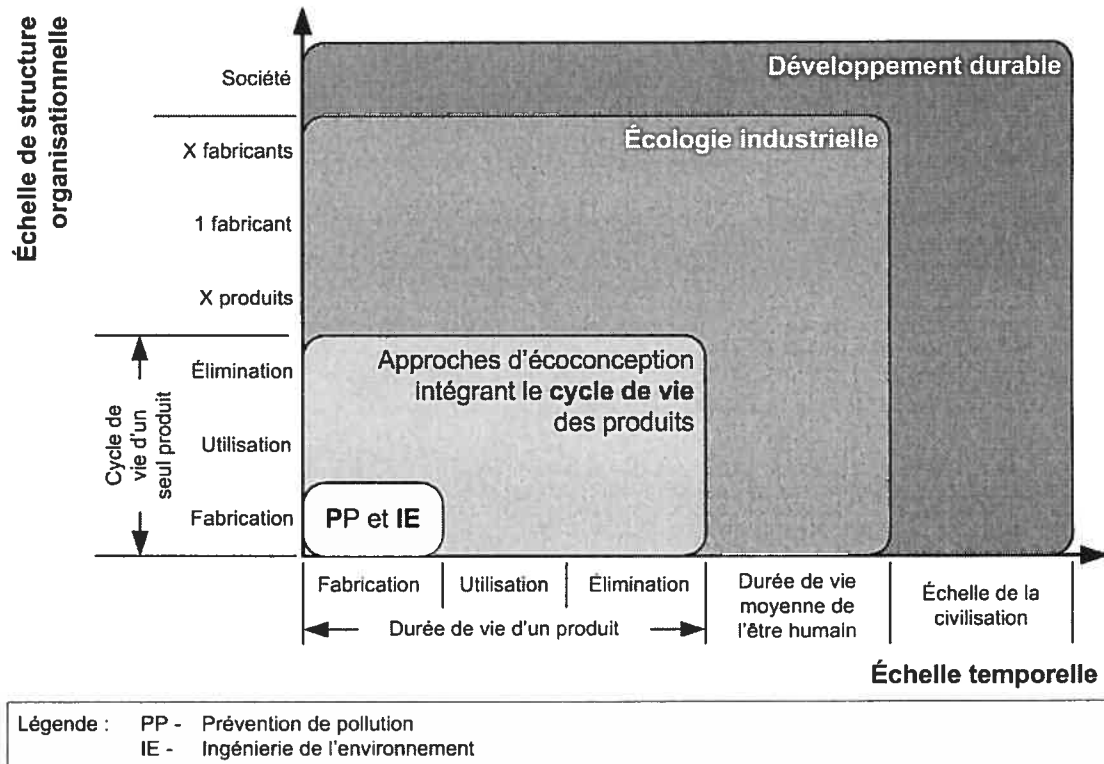 Échelle de structure
organisationnelle
Société
X fabricants
1 fabricant
X produits
Élimination
Utilisation
Fabrication
Cycle de
vie d'un
seul produit
Développement durable
Écologie industrielle
Approches d'écoconception
intégrant le cycle de vie
des produits
PP et IE
Fabrication
Utilisation
Élimination
Durée de vie d'un produit
Durée de vie
moyenne de
l'être humain
Échelle de la
civilisation
Échelle temporelle
Légende : PP - Prévention de pollution
IE - Ingénierie de l'environnement